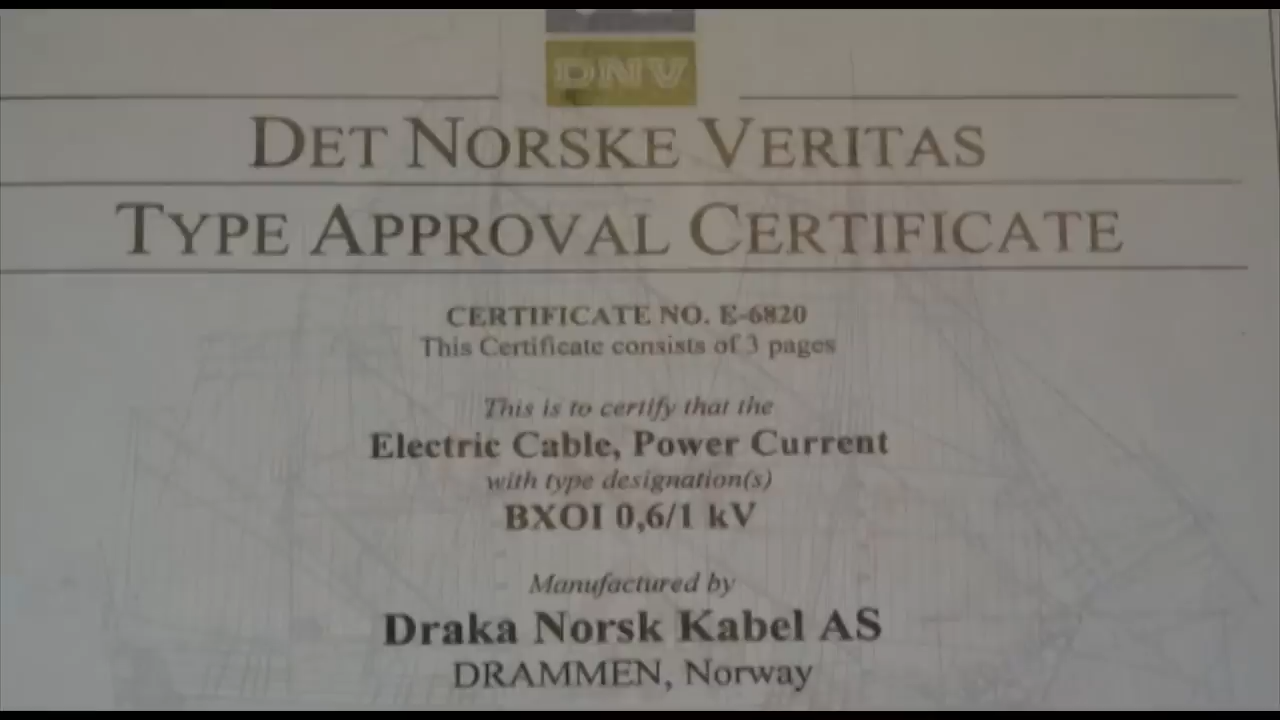 DNV
DET NORSKE VERITAS
TYPE APPROVAL CERTIFICATE
CERTIFICATE NO. E-6820
This Certificate consists of 3 pages
This is to certify that the
Electric Cable, Power Current
with type designation(s)
BXOI 0,6/1 kV
Manufactured by
Draka Norsk Kabel AS
DRAMMEN, Norway